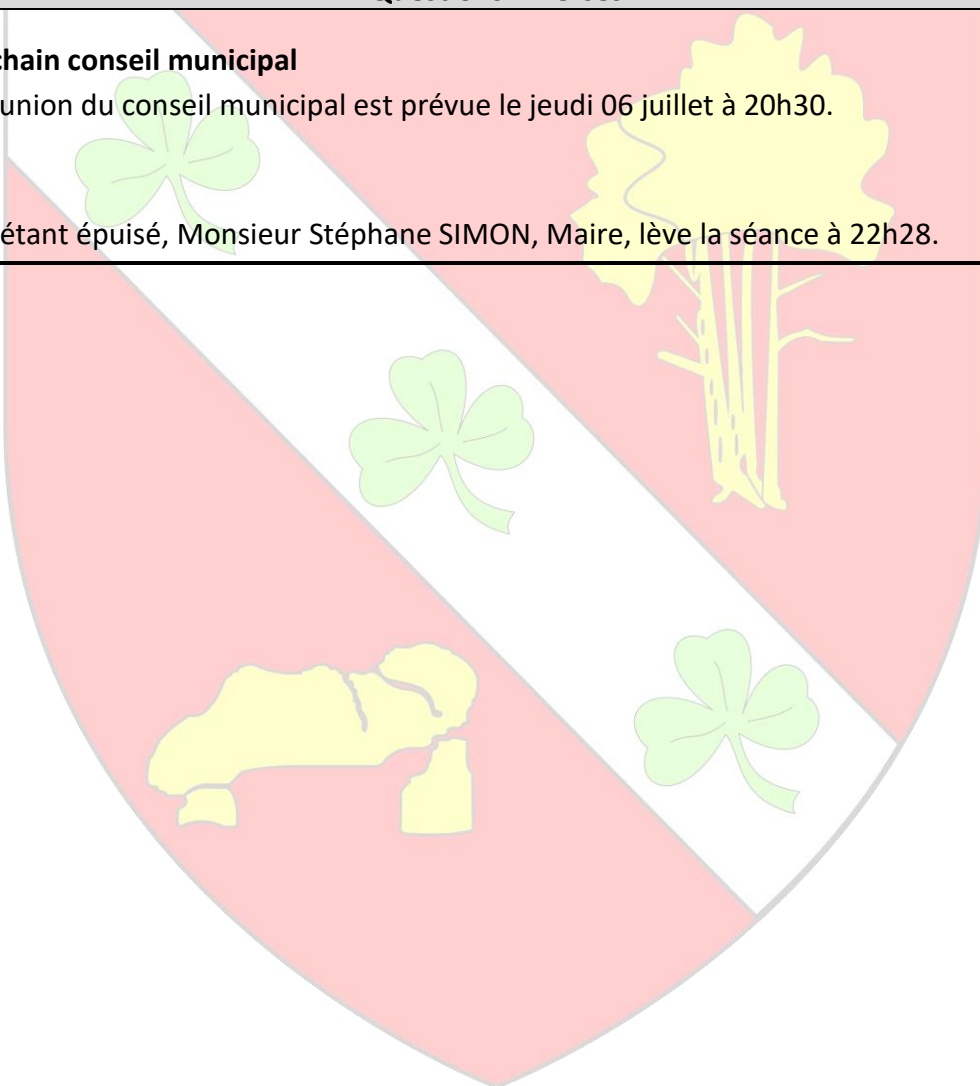 chain conseil municipal
union du conseil municipal est prévue le jeudi 06 juillet à 20h30.
étant épuisé, Monsieur Stéphane SIMON, Maire, lève la séance à 22h28.